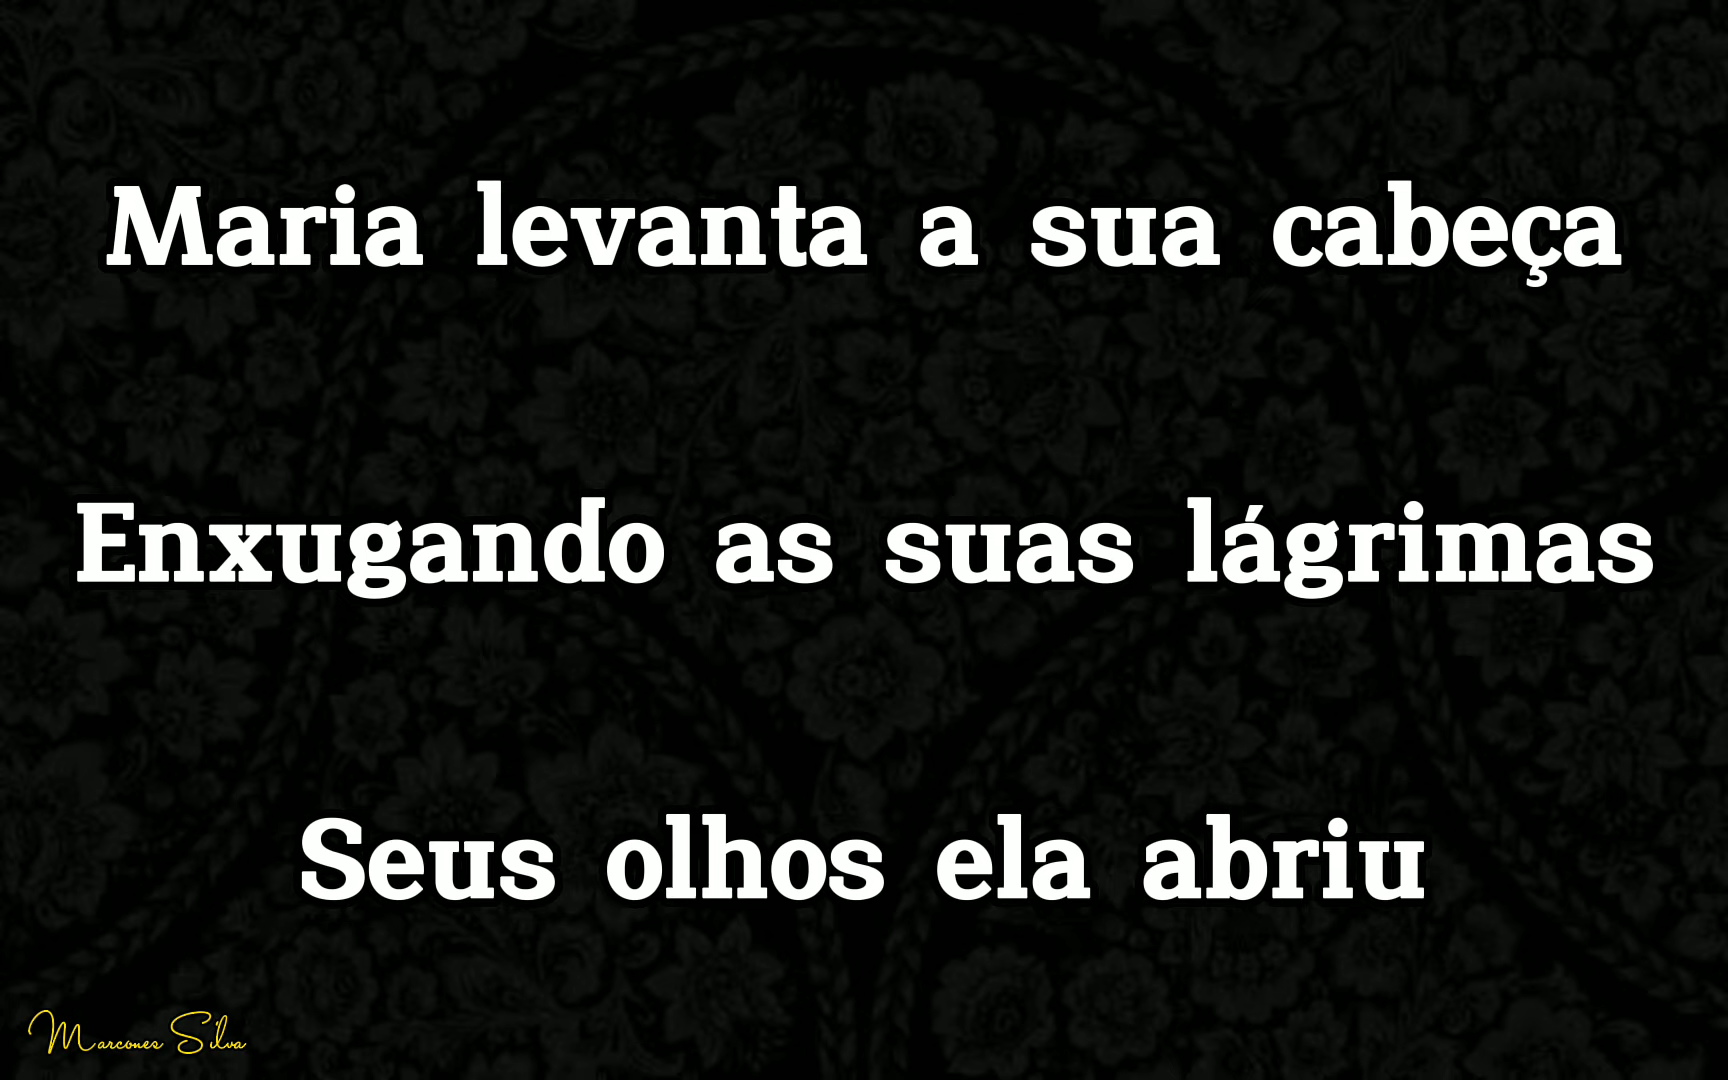 Maria levanta a sua cabeça
Enxugando as suas lágrimas
Seus olhos ela abriu
Marcones Silva